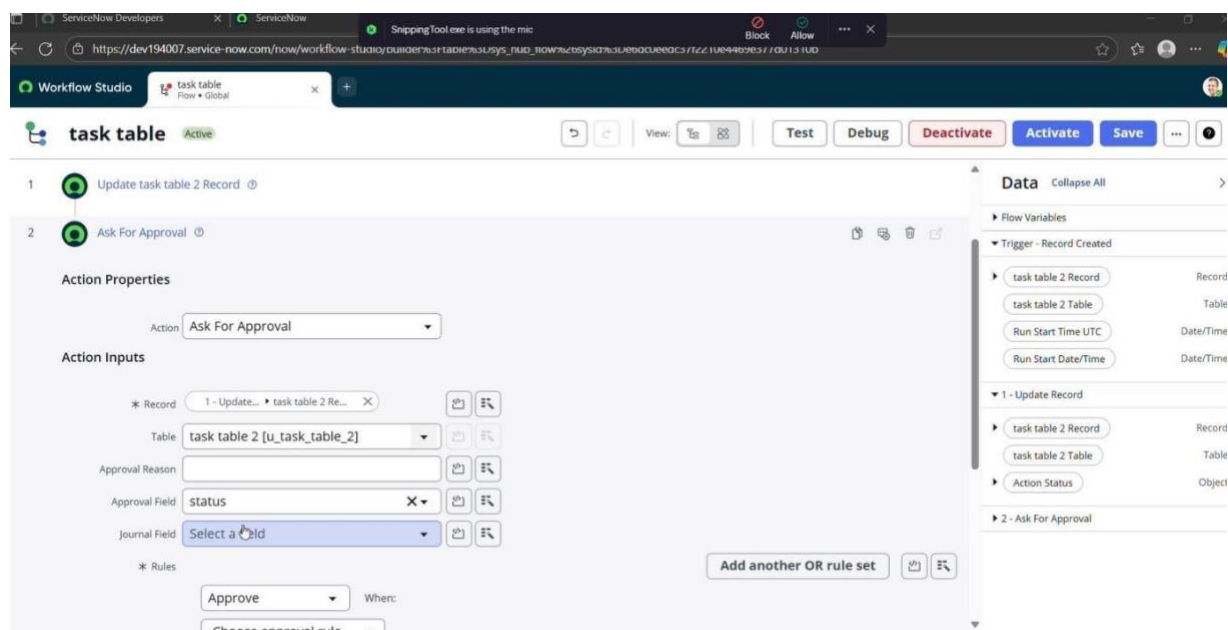 ServiceNow Developers
ServiceNow
SnippingTool.exe is using the mic
Block
Allow
Workflow Studio
task table
Flow • Global
task table
Active
View:
Test
Debug
Deactivate
Activate
Save
1
Update task table 2 Record
2
Ask For Approval
Action Properties
Action
Ask For Approval
Action Inputs
* Record
1 - Update... ▸ task table 2 Re...
Table
task table 2 [u_task_table_2]
Approval Reason
Approval Field
status
Journal Field
Select a field
* Rules
Add another OR rule set
Approve
When:
Choose approval rule
Data
Collapse All
Flow Variables
Trigger - Record Created
task table 2 Record
Record
task table 2 Table
Table
Run Start Time UTC
Date/Time
Run Start Date/Time
Date/Time
1 - Update Record
task table 2 Record
Record
task table 2 Table
Table
Action Status
Object
2 - Ask For Approval